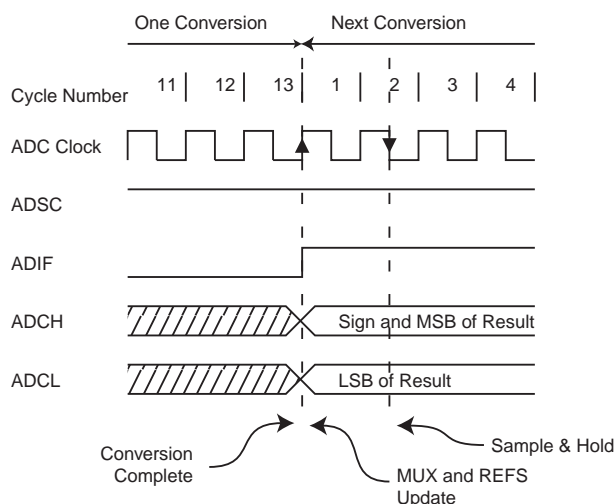 One Conversion Next Conversion
Cycle Number 11 12 13 1 2 3 4
ADC Clock
ADSC
ADIF
ADCH Sign and MSB of Result
ADCL LSB of Result
Conversion
Complete
MUX and REFS
Update
Sample & Hold